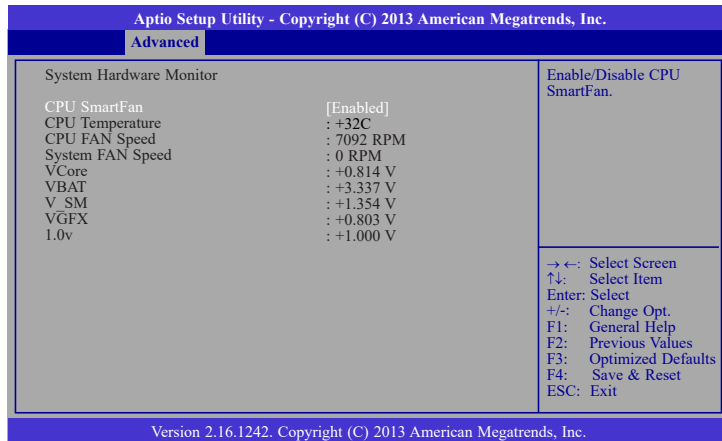 Aptio Setup Utility - Copyright (C) 2013 American Megatrends, Inc.
Advanced
System Hardware Monitor
CPU SmartFan [Enabled]
CPU Temperature : +32C
CPU FAN Speed : 7092 RPM
System FAN Speed : 0 RPM
VCore : +0.814 V
VBAT : +3.337 V
V_SM : +1.354 V
VGFX : +0.803 V
1.0v : +1.000 V
Enable/Disable CPU
SmartFan.
→ ←: Select Screen
↑↓: Select Item
Enter: Select
+/-: Change Opt.
F1: General Help
F2: Previous Values
F3: Optimized Defaults
F4: Save & Reset
ESC: Exit
Version 2.16.1242. Copyright (C) 2013 American Megatrends, Inc.